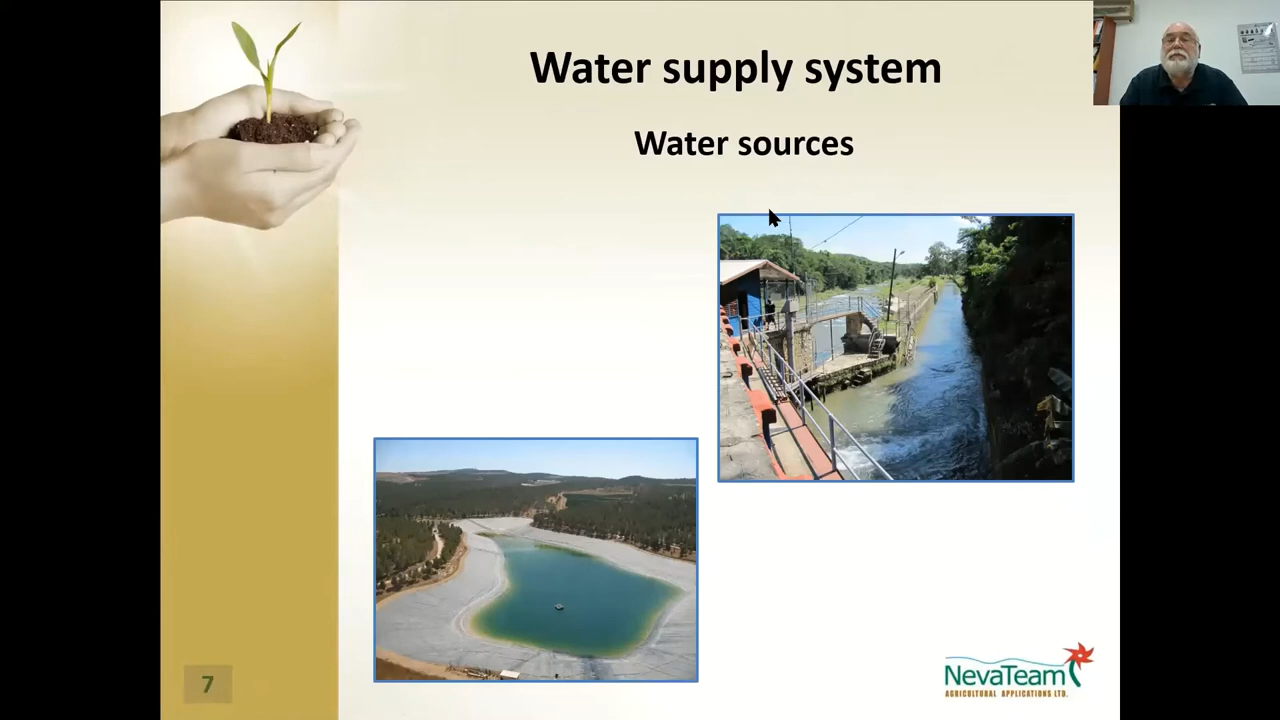 Water supply system
Water sources
7
NevaTeam
AGRICULTURAL APPLICATIONS LTD.